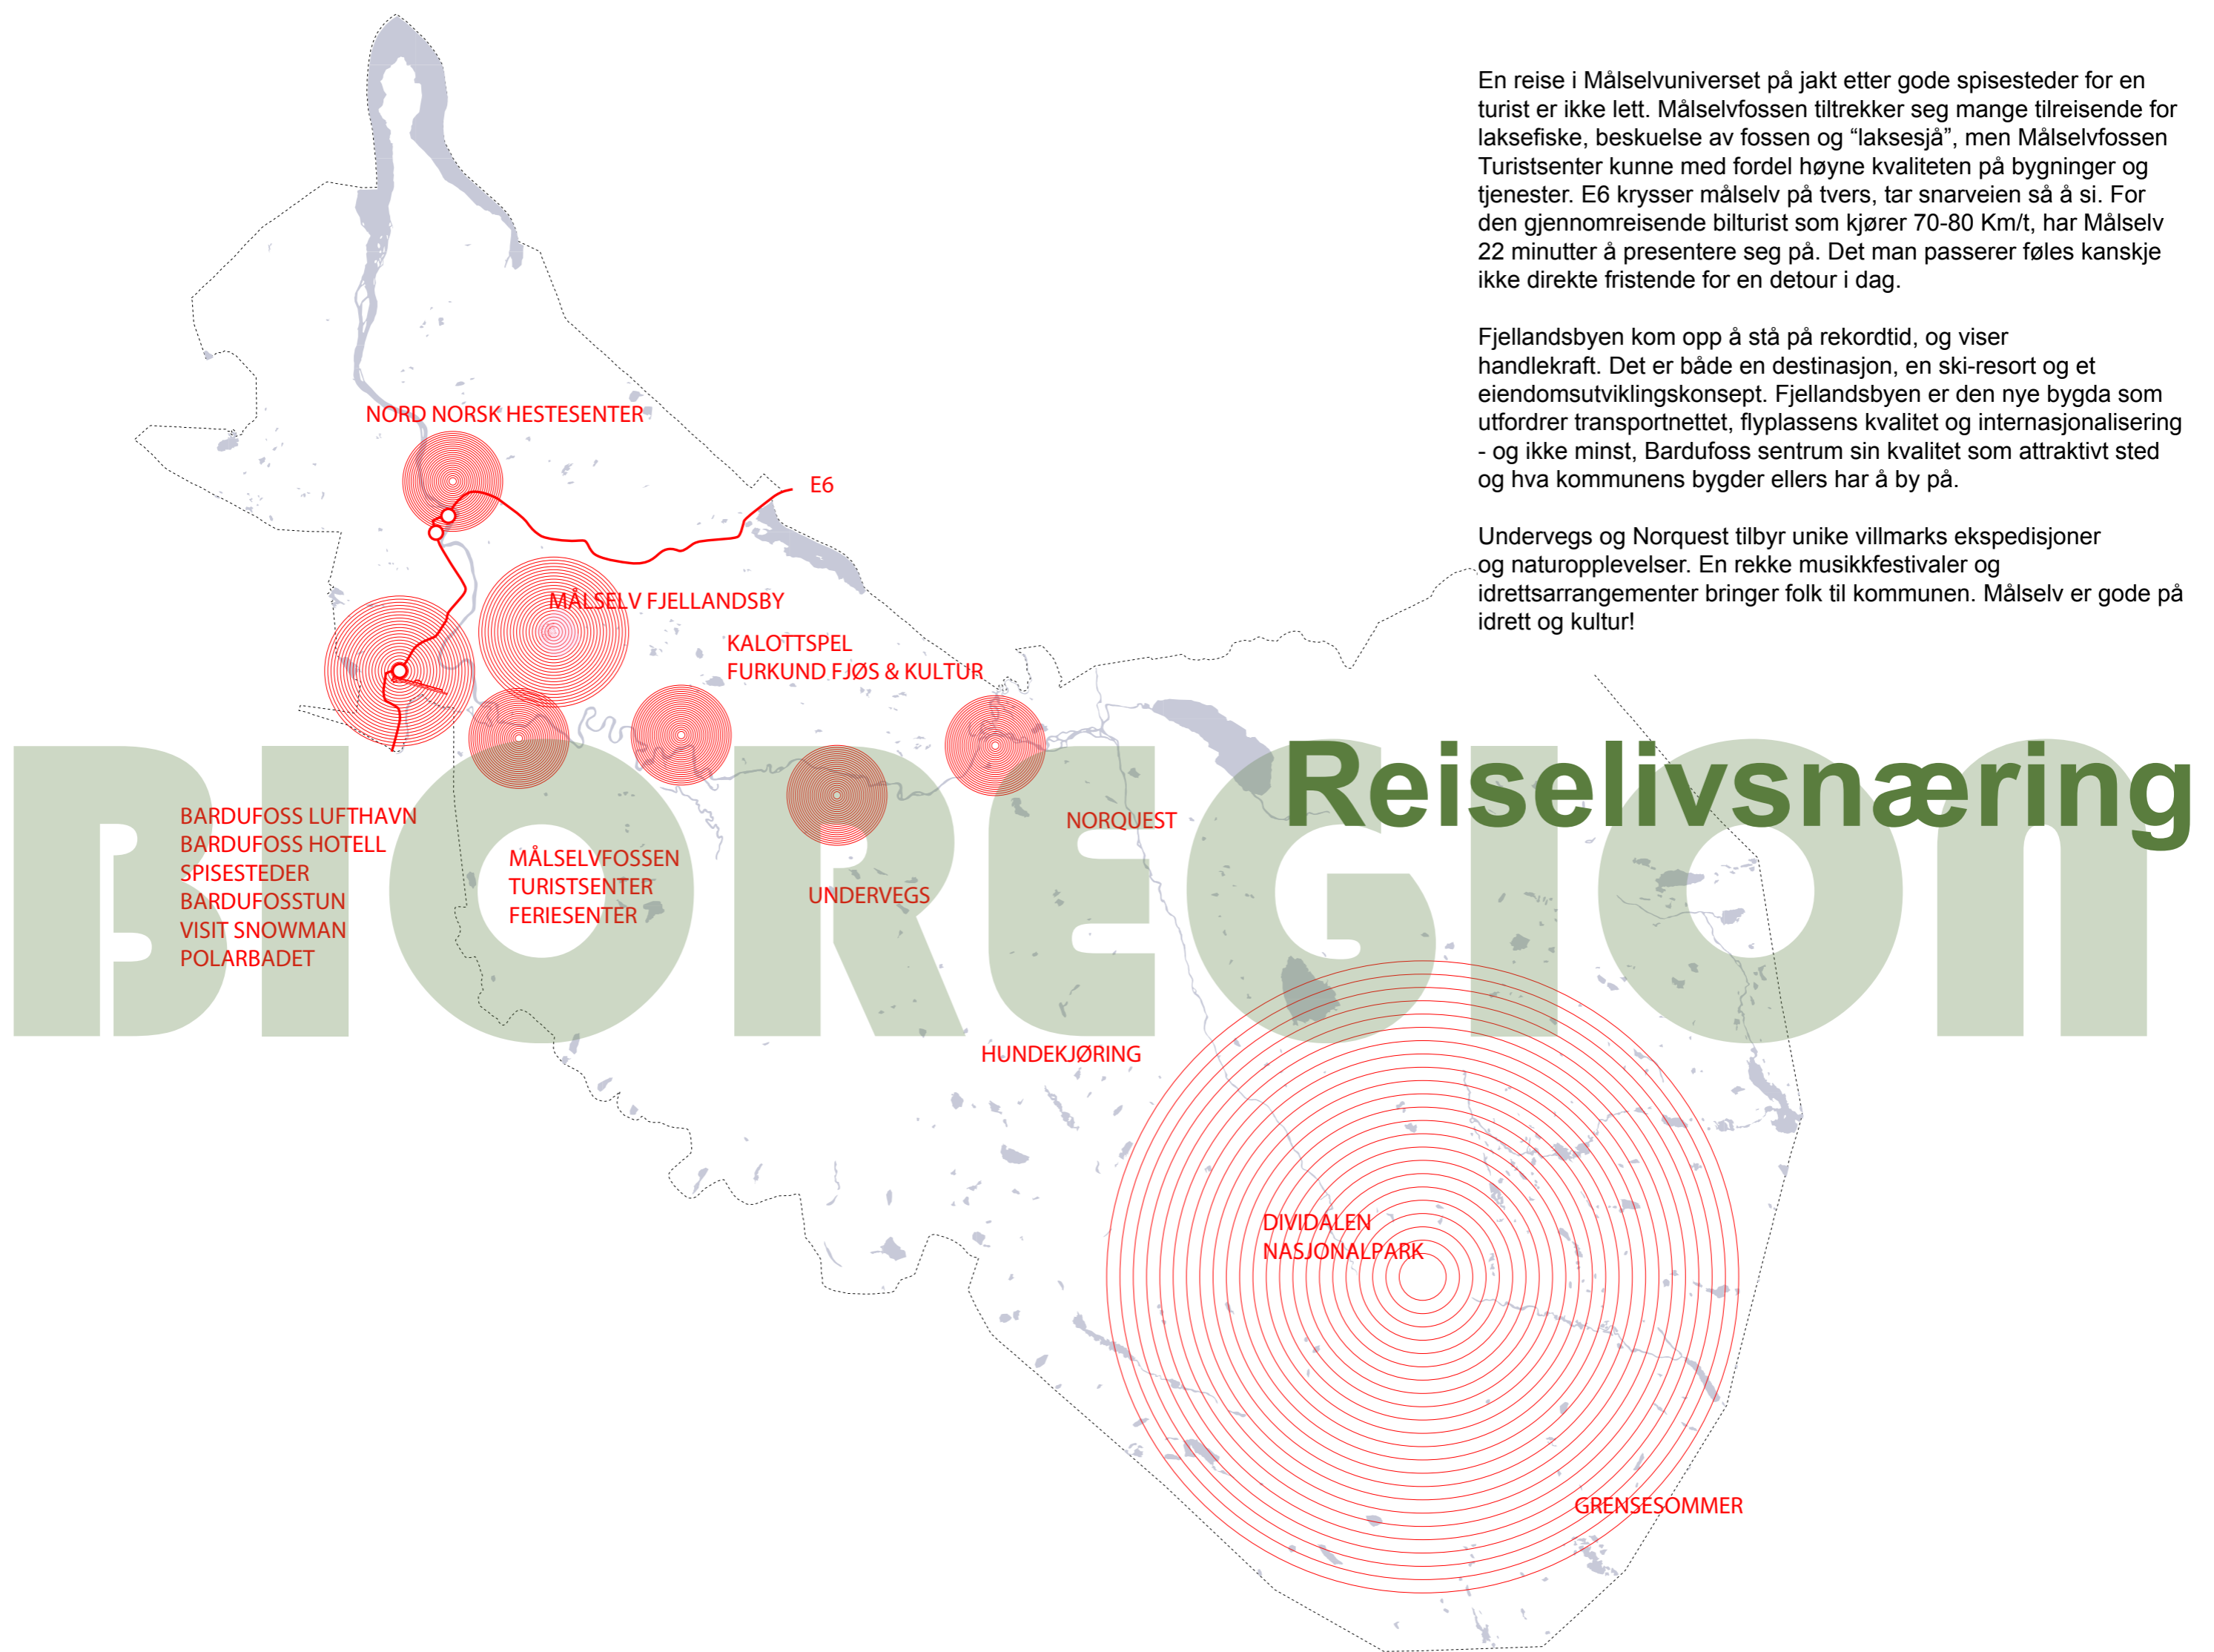 En reise i Målselvuniverset på jakt etter gode spisesteder for en
turist er ikke lett. Målselvfossen tiltrekker seg mange tilreisende for
laksefiske, beskuelse av fossen og “laksesjå”, men Målselvfossen
Turistsenter kunne med fordel høyne kvaliteten på bygninger og
tjenester. E6 krysser målselv på tvers, tar snarveien så å si. For
den gjennomreisende bilturist som kjører 70-80 Km/t, har Målselv
22 minutter å presentere seg på. Det man passerer føles kanskje
ikke direkte fristende for en detour i dag.
Fjellandsbyen kom opp å stå på rekordtid, og viser
handlekraft. Det er både en destinasjon, en ski-resort og et
eiendomsutviklingskonsept. Fjellandsbyen er den nye bygda som
utfordrer transportnettet, flyplassens kvalitet og internasjonalisering
- og ikke minst, Bardufoss sentrum sin kvalitet som attraktivt sted
og hva kommunens bygder ellers har å by på.
Undervegs og Norquest tilbyr unike villmarks ekspedisjoner
og naturopplevelser. En rekke musikkfestivaler og
idrettsarrangementer bringer folk til kommunen. Målselv er gode på
idrett og kultur!
NORD NORSK HESTESENTER
E6
MÅLSELV FJELLANDSBY
KALOTTSPEL
FURKUND FJØS & KULTUR
BIOREGION
Reiselivsnæring
BARDUFOSS LUFTHAVN
BARDUFOSS HOTELL
SPISESTEDER
BARDUFOSSTUN
VISIT SNOWMAN
POLARBADET
MÅLSELVFOSSEN
TURISTSENTER
FERIESENTER
UNDERVEGS
NORQUEST
HUNDEKJØRING
DIVIDALEN
NASJONALPARK
GRENSESOMMER